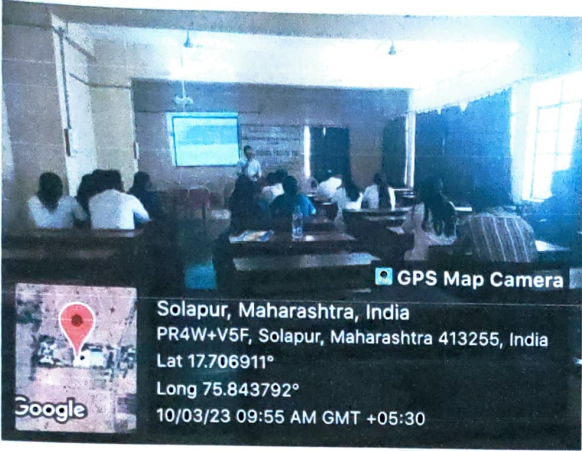 GPS Map Camera
Solapur, Maharashtra, India
PR4W+V5F, Solapur, Maharashtra 413255, India
Lat 17.706911°
Long 75.843792°
10/03/23 09:55 AM GMT +05:30
Google